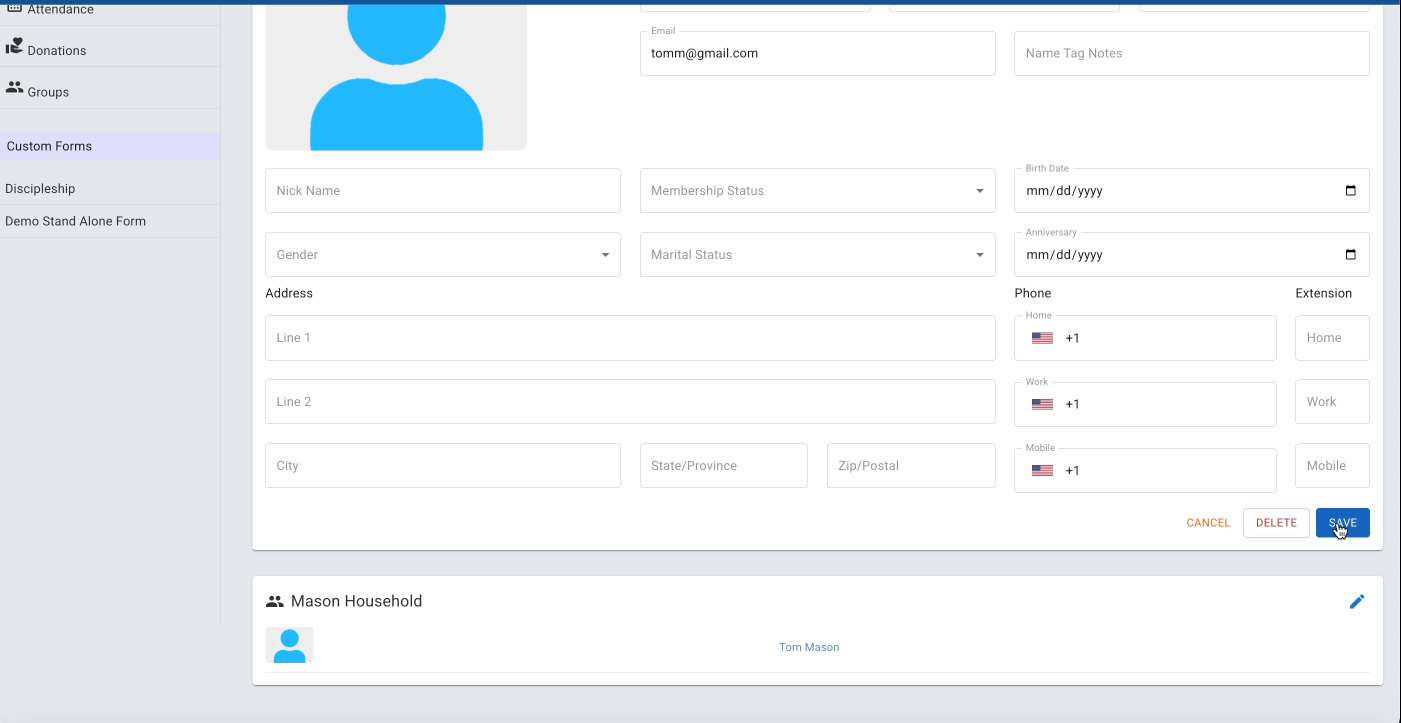 Attendance
Donations
Groups
Custom Forms
Discipleship
Demo Stand Alone Form
Email
tomm@gmail.com
Name Tag Notes
Nick Name
Membership Status
Birth Date
mm/dd/yyyy
Gender
Marital Status
Anniversary
mm/dd/yyyy
Address
Phone
Extension
Line 1
Home
+1
Home
Line 2
Work
+1
Work
City
State/Province
Zip/Postal
Mobile
+1
Mobile
CANCEL
DELETE
SAVE
Mason Household
Tom Mason